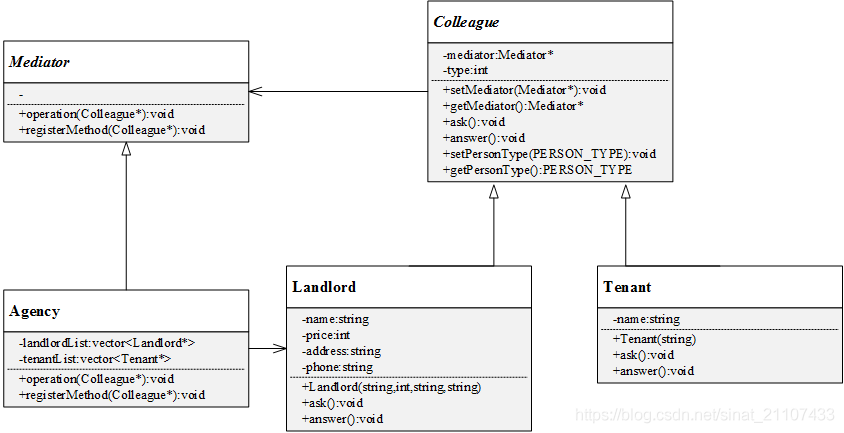 Colleague
-mediator:Mediator*
-type:int
+setMediator(Mediator*):void
+getMediator():Mediator*
+ask():void
+answer():void
+setPersonType(PERSON_TYPE):void
+getPersonType():PERSON_TYPE
Mediator
-
+operation(Colleague*):void
+registerMethod(Colleague*):void
Agency
-landlordList:vector<Landlord*>
-tenantList:vector<Tenant*>
+operation(Colleague*):void
+registerMethod(Colleague*):void
Landlord
-name:string
-price:int
-address:string
-phone:string
+Landlord(string,int,string,string)
+ask():void
+answer():void
Tenant
-name:string
+Tenant(string)
+ask():void
+answer():void
https://blog.csdn.net/sinat_21107433